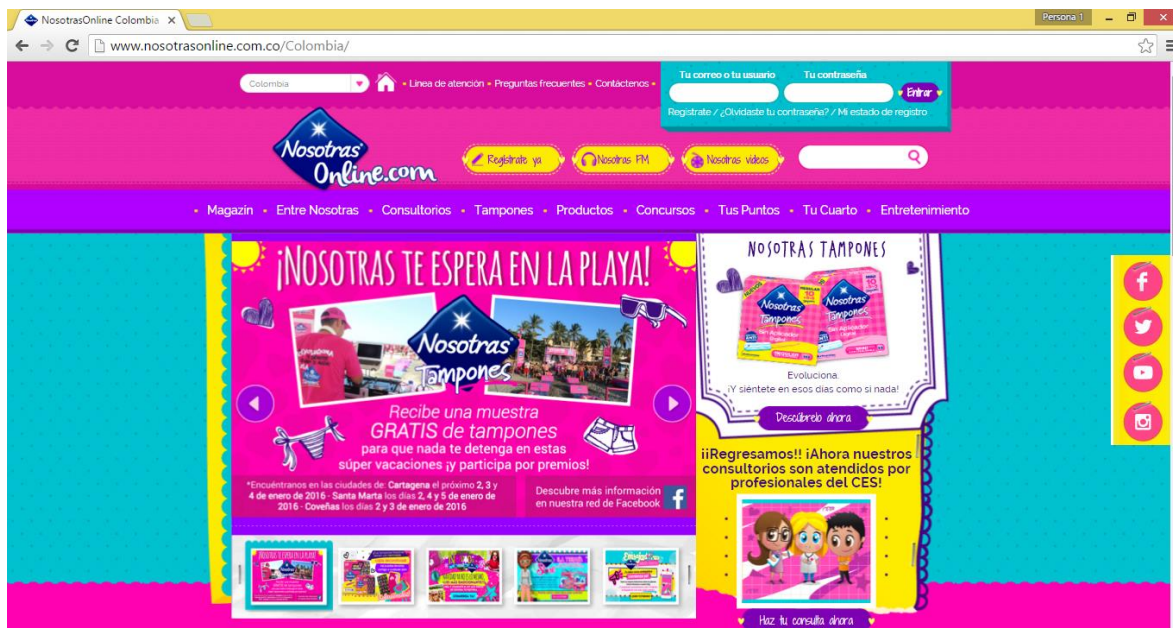 NosotrasOnline Colombia
Persona 1
www.nosotrasonline.com.co/Colombia/
Colombia
Linea de atención • Preguntas frecuentes • Contáctenos
Tu correo o tu usuario
Tu contraseña
Entrar
Registrate / ¿Olvidaste tu contraseña? / Mi estado de registro
Nosotras
Online.com
Regístrate ya
Nosotras FM
Nosotras videos
Magazín • Entre Nosotras • Consultorios • Tampones • Productos • Concursos • Tus Puntos • Tu Cuarto • Entretenimiento
¡NOSOTRAS TE ESPERA EN LA PLAYA!
Nosotras
Tampones
Recibe una muestra
GRATIS de tampones
para que nada te detenga en estas
súper vacaciones ¡y participa por premios!
*Encuéntranos en las ciudades de: Cartagena el próximo 2, 3 y
4 de enero de 2016 - Santa Marta los días 2, 4 y 5 de enero de
2016 - Coveñas los días 2 y 3 de enero de 2016
Descubre más información
en nuestra red de Facebook
NOSOTRAS TAMPONES
Nosotras
Tampones
Nosotras
Tampones
Evoluciona.
¡Y siéntete en esos días como si nada!
Descúbrelo ahora
¡¡Regresamos!! ¡Ahora nuestros
consultorios son atendidos por
profesionales del CES!
Haz tu consulta ahora